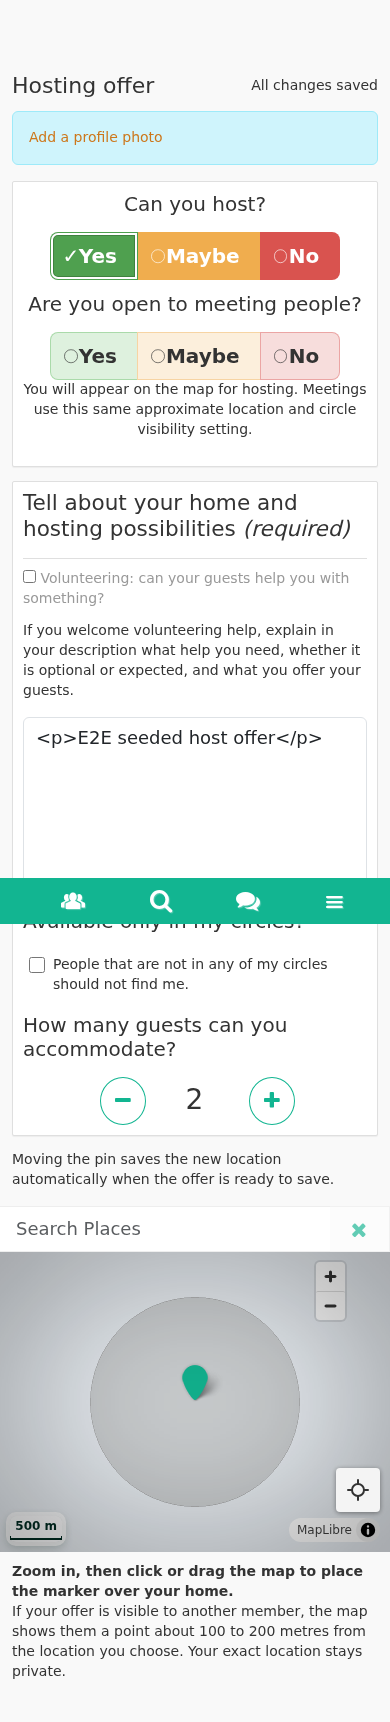 Hosting offer
All changes saved
Add a profile photo
Can you host?
✓Yes
Maybe
No
Are you open to meeting people?
Yes
Maybe
No
You will appear on the map for hosting. Meetings
use this same approximate location and circle
visibility setting.
Tell about your home and
hosting possibilities (required)
Volunteering: can your guests help you with
something?
If you welcome volunteering help, explain in
your description what help you need, whether it
is optional or expected, and what you offer your
guests.
<p>E2E seeded host offer</p>
Available only in my circles?
People that are not in any of my circles
should not find me.
How many guests can you
accommodate?
2
Moving the pin saves the new location
automatically when the offer is ready to save.
Search Places
500 m
MapLibre
Zoom in, then click or drag the map to place
the marker over your home.
If your offer is visible to another member, the map
shows them a point about 100 to 200 metres from
the location you choose. Your exact location stays
private.